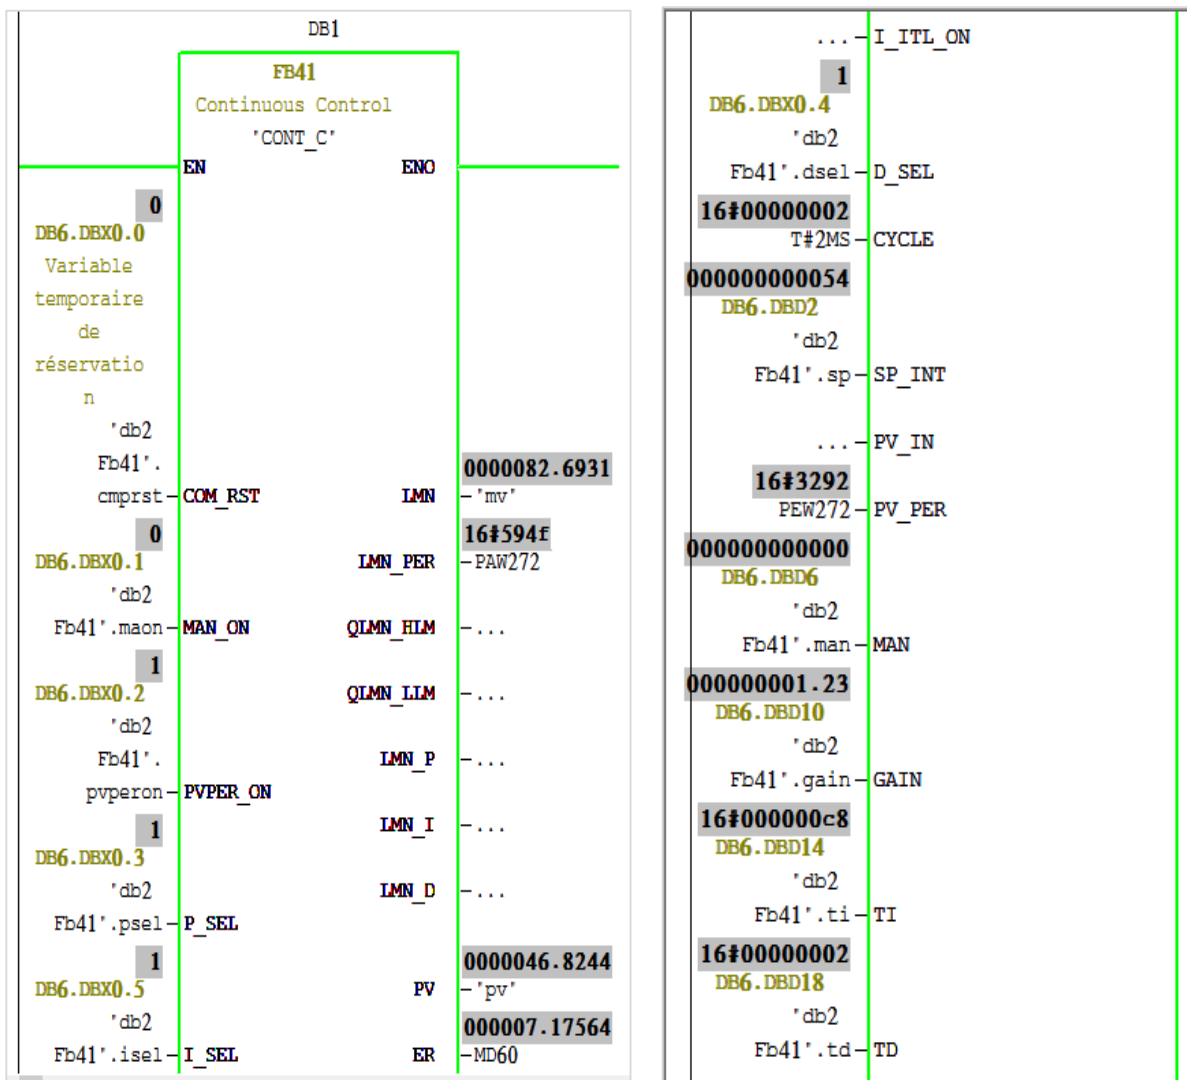 DB1
FB41
Continuous Control
"CONT_C"
EN ENO
0
DB6.DBX0.0
Variable
temporaire
de
réservatio
n
"db2
Fb41".
cmprst COM_RST
0000082.6931
LMN "mv"
0
DB6.DBX0.1
"db2
Fb41".maon MAN_ON
16#594f
LMN_PER PAW272
QLMN_HLM ...
1
DB6.DBX0.2
"db2
Fb41".
pvperon PVPER_ON
QLMN_LLM ...
LMN_P ...
1
DB6.DBX0.3
"db2
Fb41".psel P_SEL
LMN_I ...
LMN_D ...
1
DB6.DBX0.5
"db2
Fb41".isel I_SEL
0000046.8244
PV "pv"
000007.17564
ER MD60
... I_ITL_ON
1
DB6.DBX0.4
"db2
Fb41".dsel D_SEL
16#00000002
T#2MS CYCLE
000000000054
DB6.DBD2
"db2
Fb41".sp SP_INT
... PV_IN
16#3292
PEW272 PV_PER
000000000000
DB6.DBD6
"db2
Fb41".man MAN
000000001.23
DB6.DBD10
"db2
Fb41".gain GAIN
16#000000c8
DB6.DBD14
"db2
Fb41".ti TI
16#00000002
DB6.DBD18
"db2
Fb41".td TD